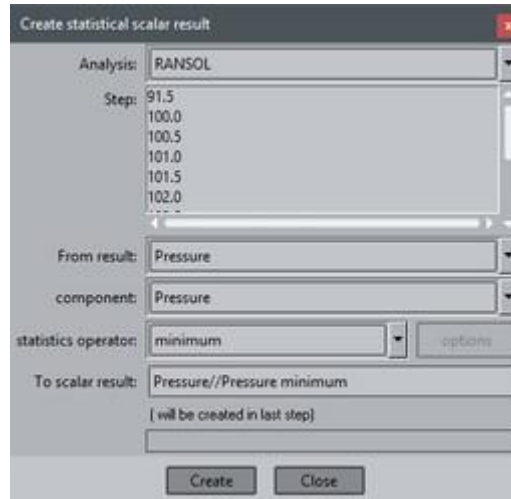 Create statistical scalar result
Analysis: RANSOL
Step: 91.5
100.0
100.5
101.0
101.5
102.0
From result: Pressure
component: Pressure
statistics operator: minimum options
To scalar result: Pressure//Pressure minimum
( will be created in last step)
Create Close